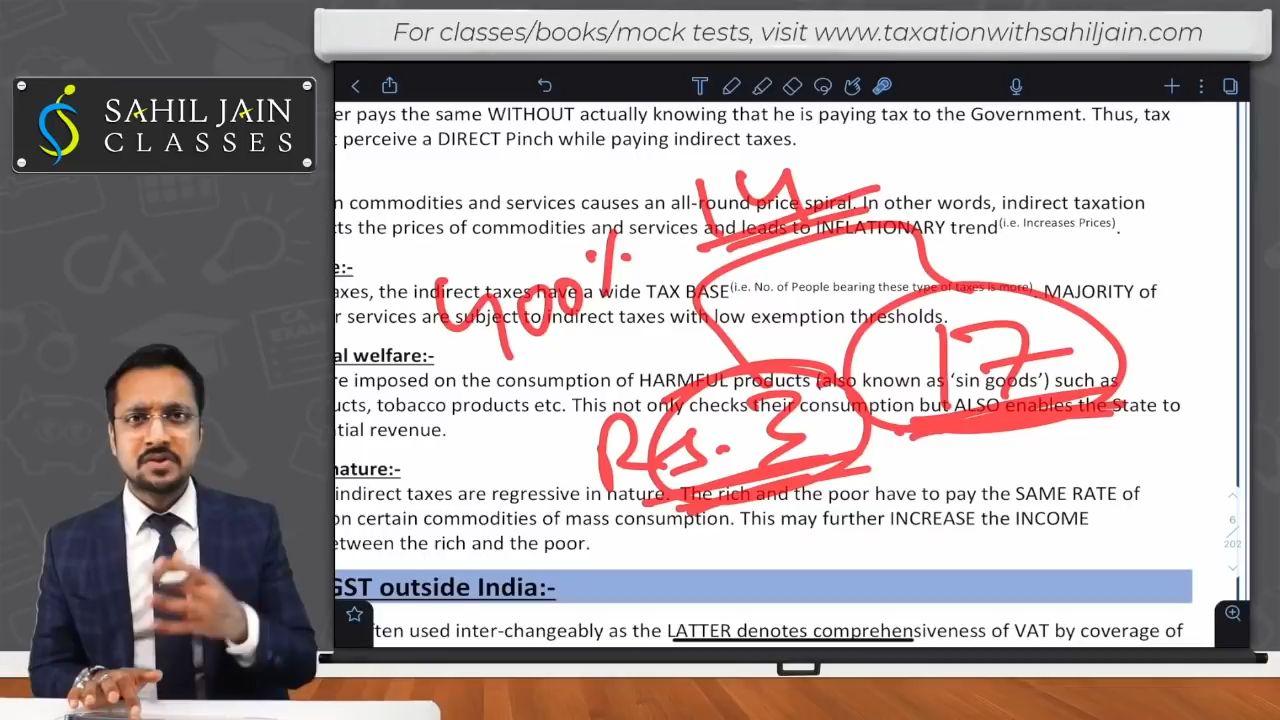 For classes/books/mock tests, visit www.taxationwithsahiljain.com
SAHIL JAIN
CLASSES
er pays the same WITHOUT actually knowing that he is paying tax to the Government. Thus, tax
perceive a DIRECT Pinch while paying indirect taxes.
14
n commodities and services causes an all-round price spiral. In other words, indirect taxation
cts the prices of commodities and services and leads to INFLATIONARY trend(i.e. Increases Prices).
400%
e:-
axes, the indirect taxes have a wide TAX BASE(i.e. No. of People bearing these type of taxes is more). MAJORITY of
r services are subject to indirect taxes with low exemption thresholds.
17
al welfare:-
re imposed on the consumption of HARMFUL products (also known as 'sin goods') such as
ucts, tobacco products etc. This not only checks their consumption but ALSO enables the State to
ntial revenue.
Rs. 3
nature:-
indirect taxes are regressive in nature. The rich and the poor have to pay the SAME RATE of
on certain commodities of mass consumption. This may further INCREASE the INCOME
etween the rich and the poor.
6
202
GST outside India:-
ften used inter-changeably as the LATTER denotes comprehensiveness of VAT by coverage of